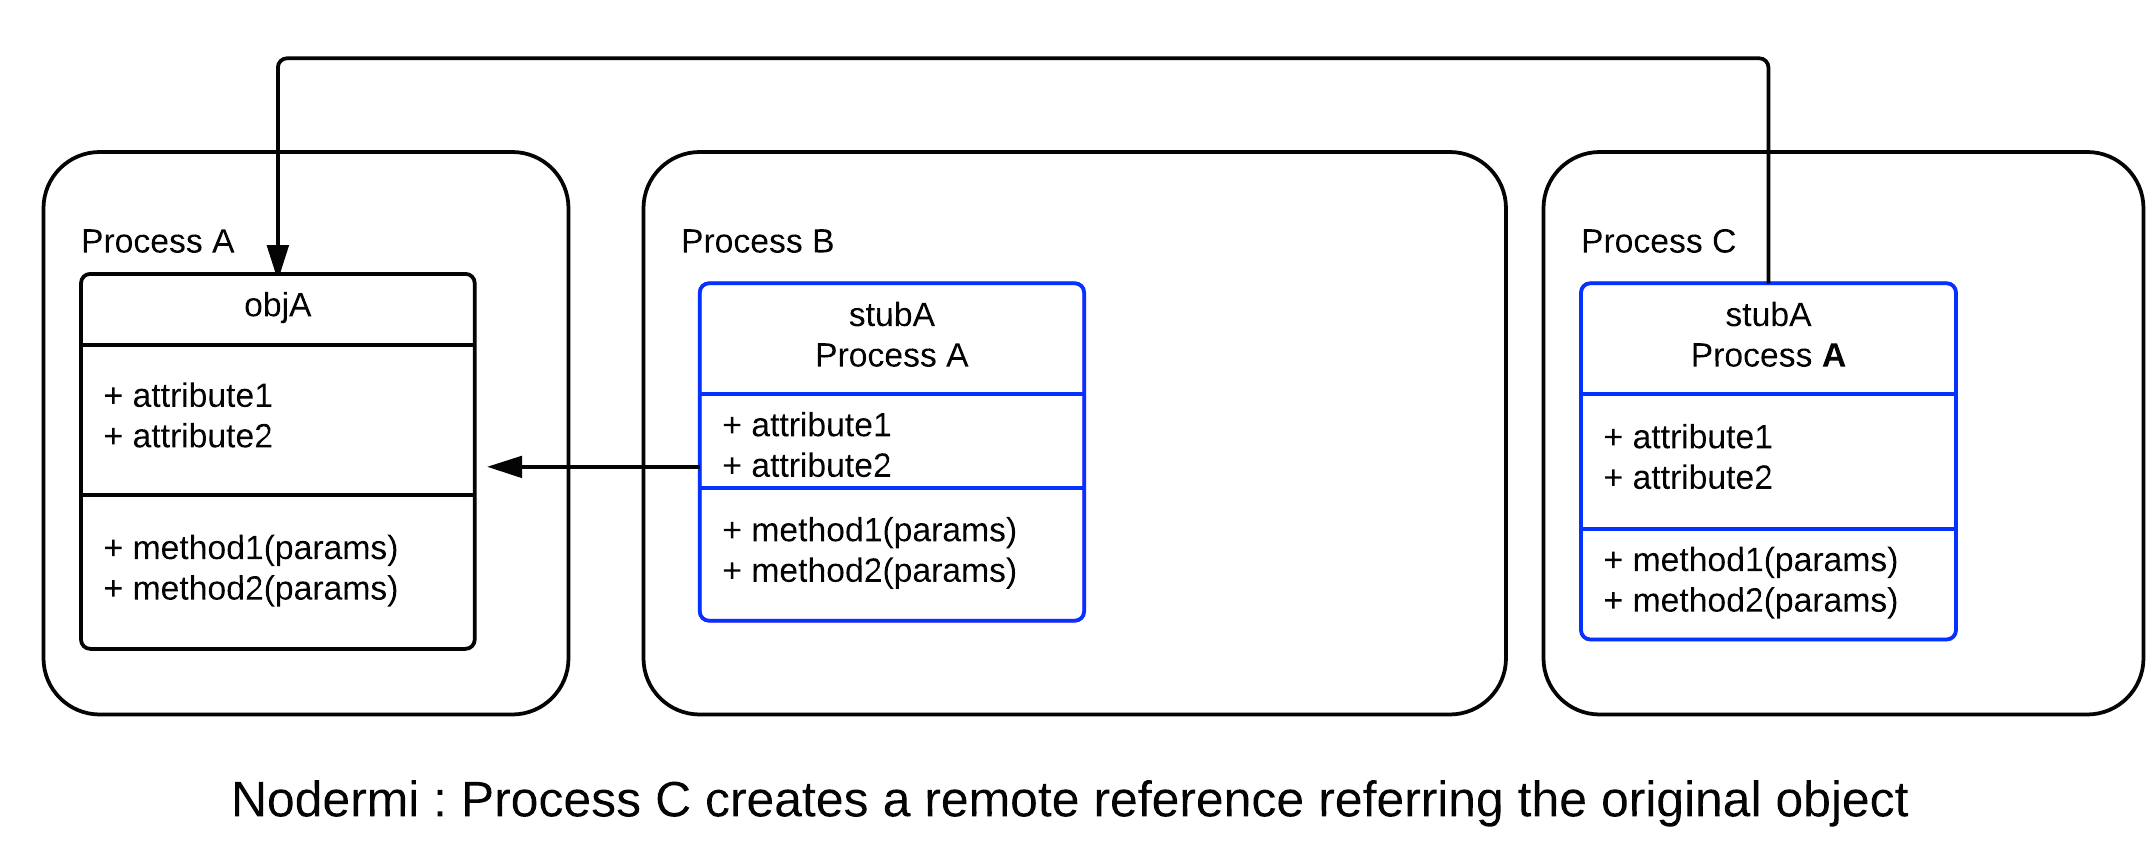 Process A
objA
+ attribute1
+ attribute2
+ method1(params)
+ method2(params)
Process B
stubA
Process A
+ attribute1
+ attribute2
+ method1(params)
+ method2(params)
Process C
stubA
Process A
+ attribute1
+ attribute2
+ method1(params)
+ method2(params)
Nodermi : Process C creates a remote reference referring the original object